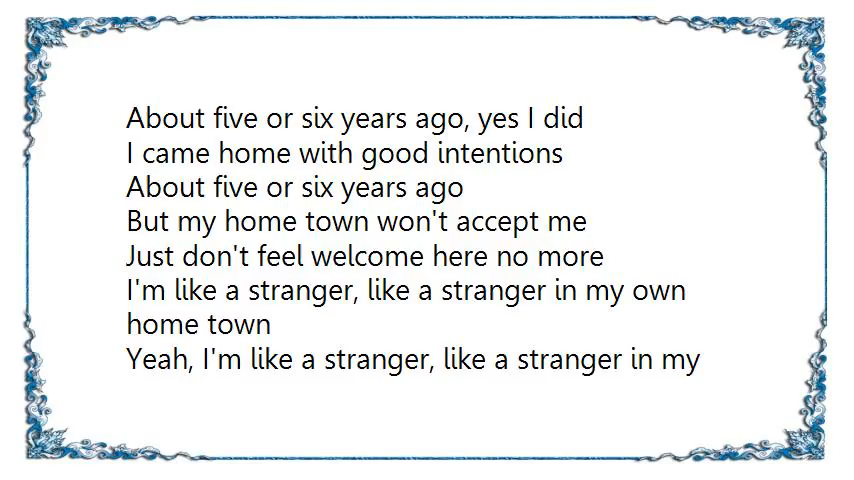 About five or six years ago, yes I did
I came home with good intentions
About five or six years ago
But my home town won't accept me
Just don't feel welcome here no more
I'm like a stranger, like a stranger in my own
home town
Yeah, I'm like a stranger, like a stranger in my